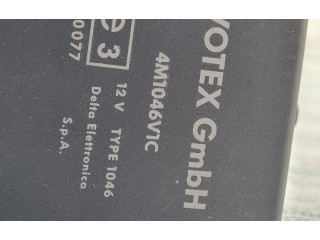 VOTEX GmbH
4M1046V1C
e 3
12 V TYPE 1046
0077
Delta Elettronica
S.p.A.